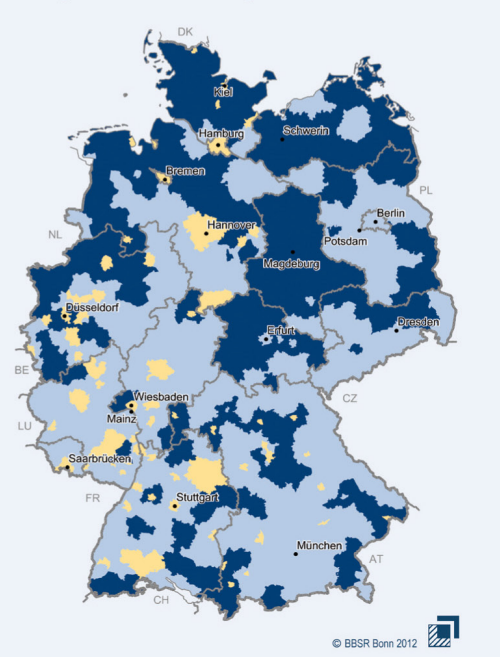 DK
Kiel
Hamburg
Schwerin
Bremen
PL
Berlin
Hannover
Potsdam
NL
Magdeburg
Düsseldorf
Erfurt
Dresden
BE
Wiesbaden
CZ
Mainz
LU
Saarbrücken
FR
Stuttgart
München
AT
CH
© BBSR Bonn 2012